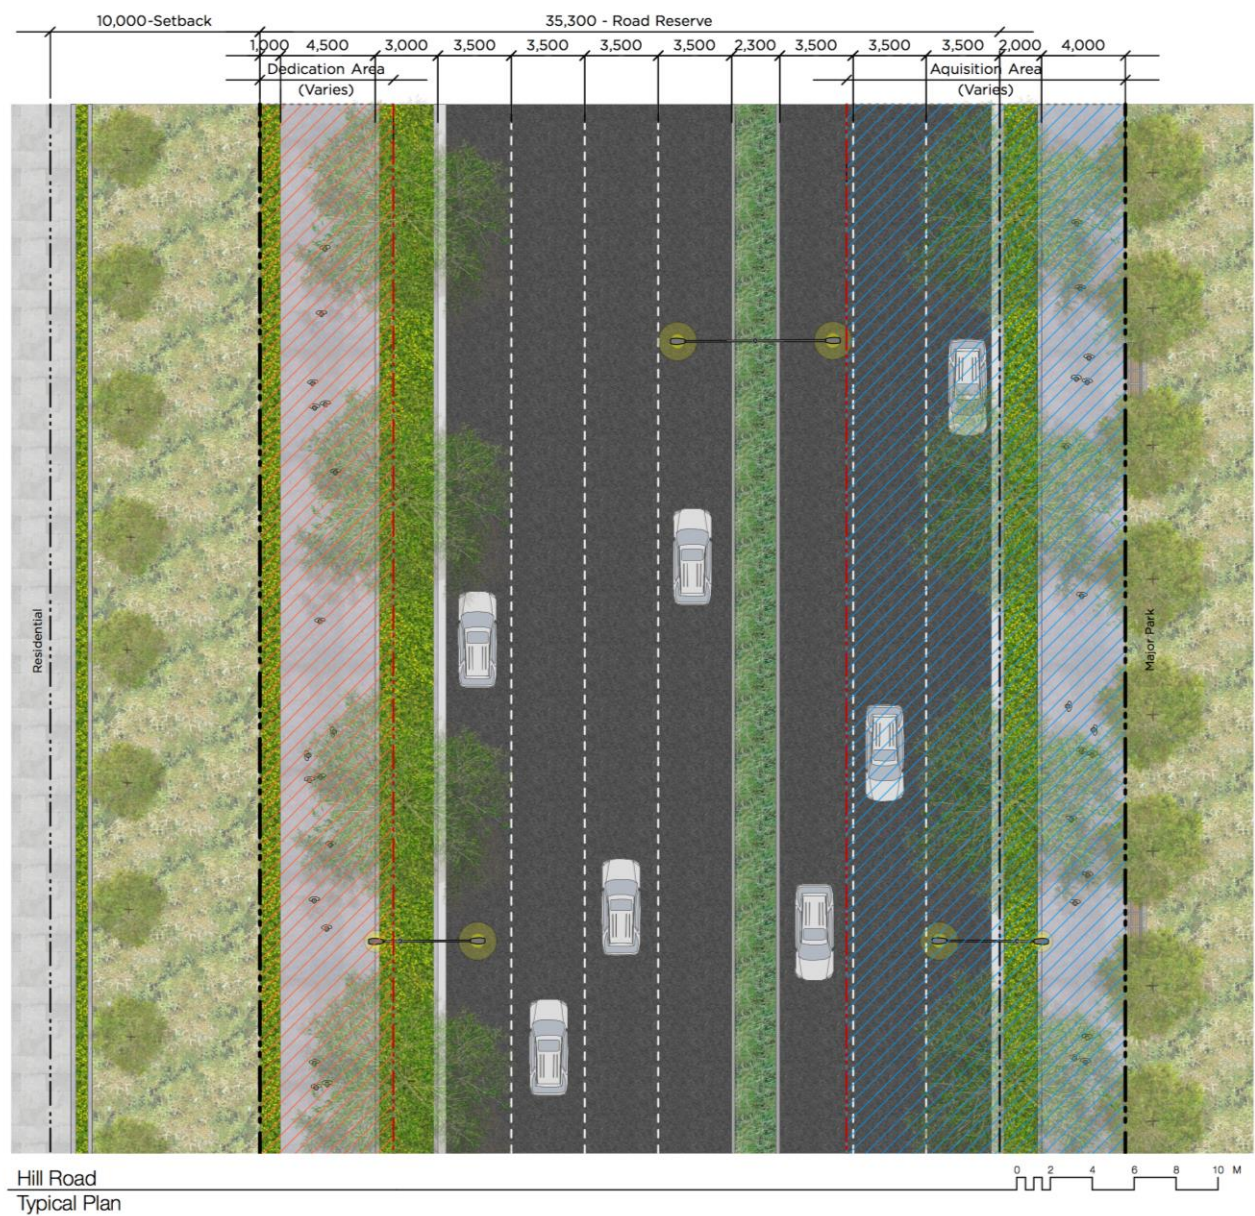 10,000-Setback 35,300 - Road Reserve
1,000 4,500 3,000 3,500 3,500 3,500 3,500 2,300 3,500 3,500 3,500 2,000 4,000
Dedication Area Aquisition Area
(Varies) (Varies)
Residential
Major Park
Hill Road
0 2 4 6 8 10 M
Typical Plan